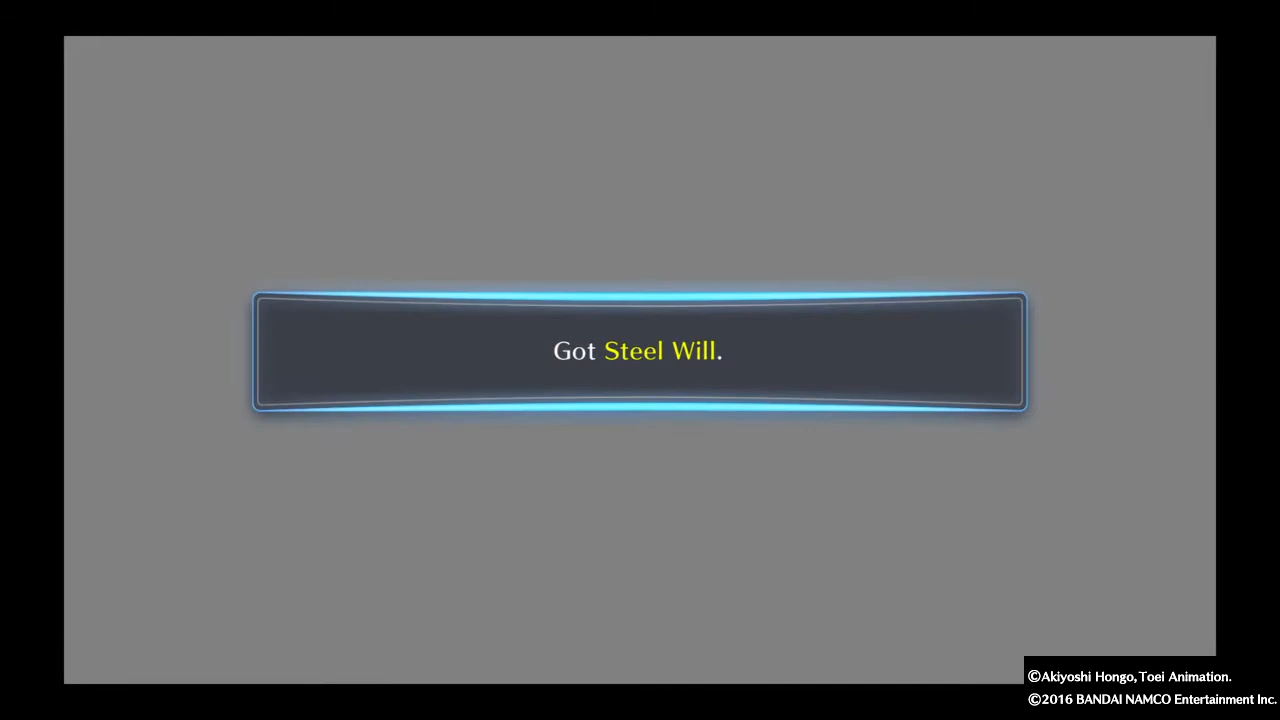 Got Steel Will.
©Akiyoshi Hongo, Toei Animation.
©2016 BANDAI NAMCO Entertainment Inc.